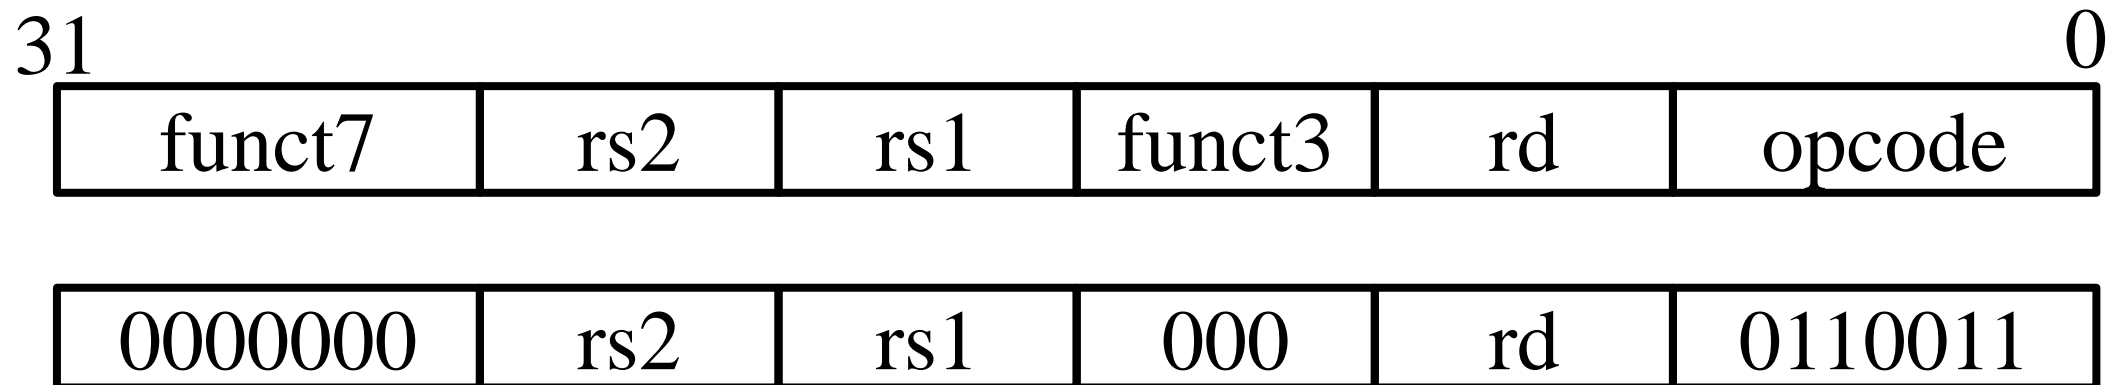 31 0
funct7 rs2 rs1 funct3 rd opcode
0000000 rs2 rs1 000 rd 0110011